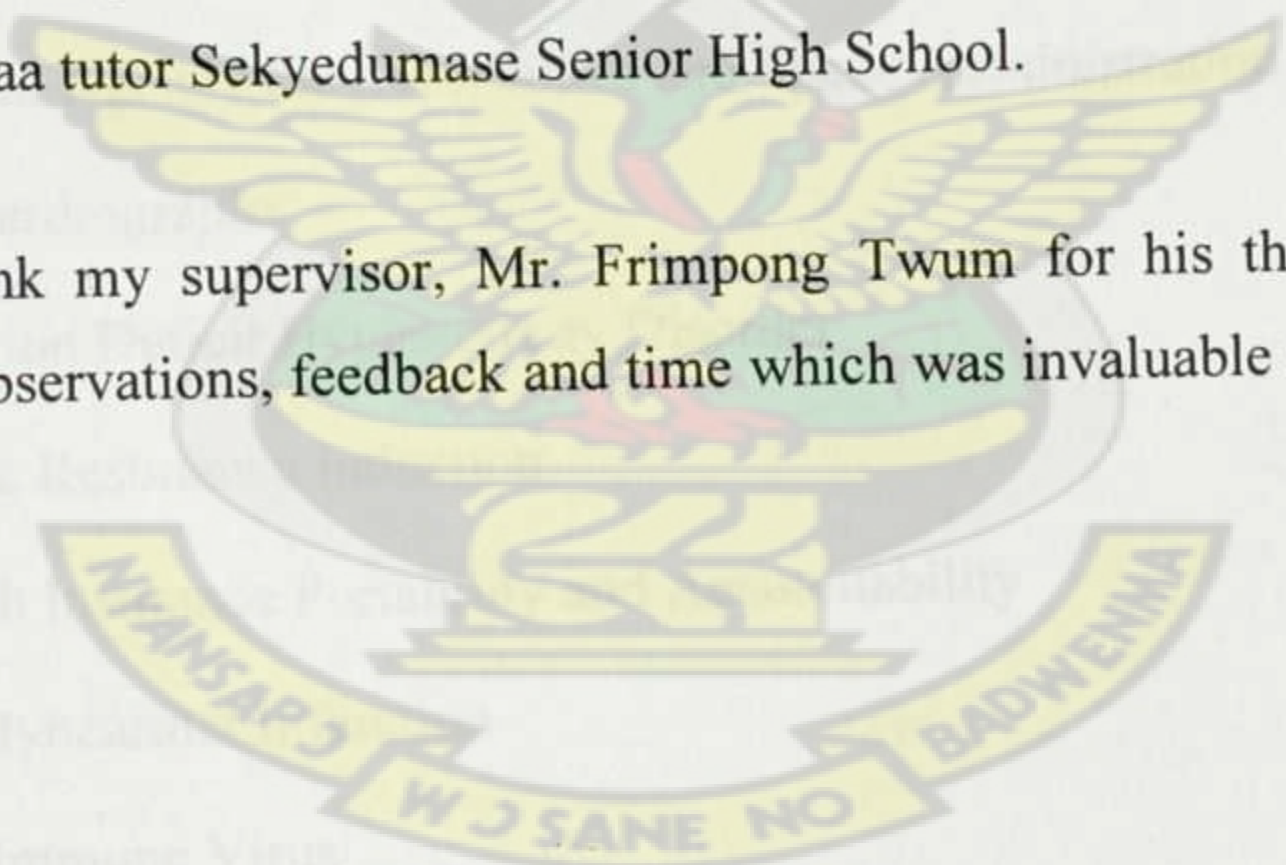 aa tutor Sekyedumase Senior High School.
nk my supervisor, Mr. Frimpong Twum for his th
oservations, feedback and time which was invaluable
NYANSAPƆ
WƆSANE NO
BADWENMA